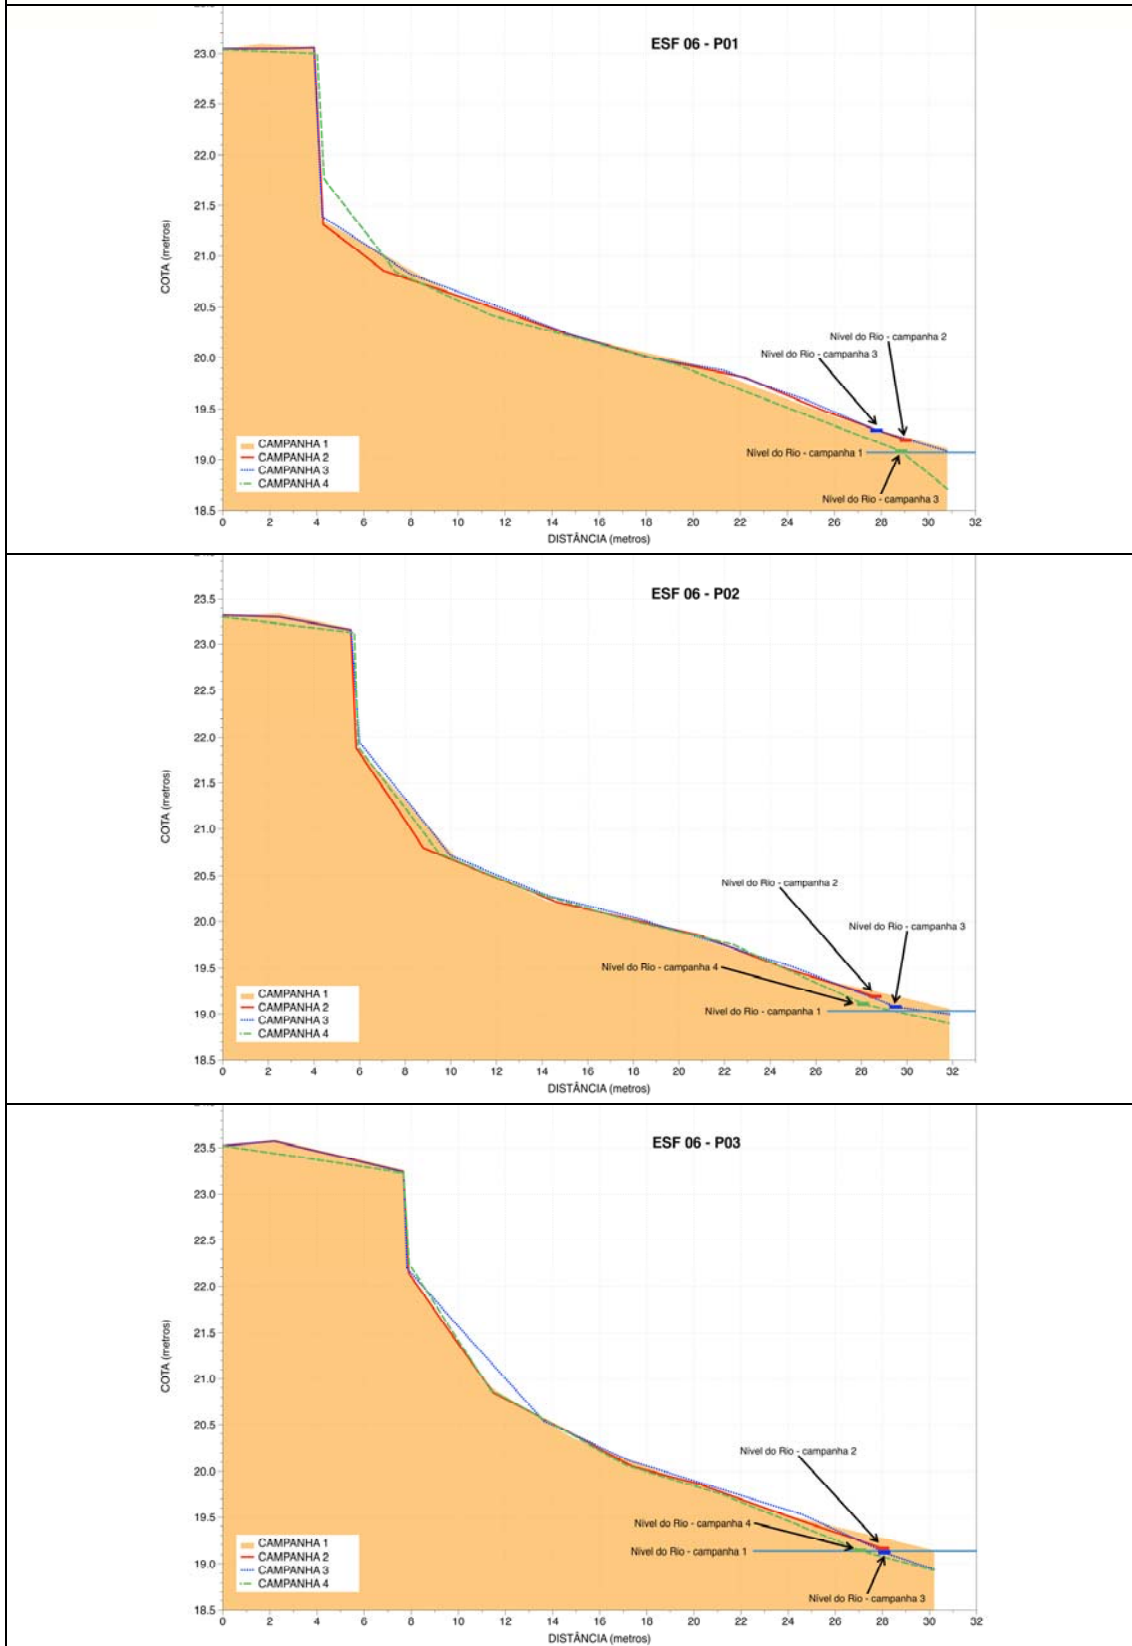 ESF 06 - P01
23.0
22.5
22.0
21.5
21.0
20.5
20.0
19.5
19.0
18.5
COTA (metros)
Nível do Rio - campanha 2
Nível do Rio - campanha 3
Nível do Rio - campanha 1
Nível do Rio - campanha 3
CAMPANHA 1
CAMPANHA 2
CAMPANHA 3
CAMPANHA 4
0 2 4 6 8 10 12 14 16 18 20 22 24 26 28 30 32
DISTÂNCIA (metros)
ESF 06 - P02
23.5
23.0
22.5
22.0
21.5
21.0
20.5
20.0
19.5
19.0
18.5
COTA (metros)
Nível do Rio - campanha 2
Nível do Rio - campanha 3
Nível do Rio - campanha 4
Nível do Rio - campanha 1
CAMPANHA 1
CAMPANHA 2
CAMPANHA 3
CAMPANHA 4
0 2 4 6 8 10 12 14 16 18 20 22 24 26 28 30 32
DISTÂNCIA (metros)
ESF 06 - P03
23.5
23.0
22.5
22.0
21.5
21.0
20.5
20.0
19.5
19.0
18.5
COTA (metros)
Nível do Rio - campanha 2
Nível do Rio - campanha 4
Nível do Rio - campanha 1
Nível do Rio - campanha 3
CAMPANHA 1
CAMPANHA 2
CAMPANHA 3
CAMPANHA 4
0 2 4 6 8 10 12 14 16 18 20 22 24 26 28 30 32
DISTÂNCIA (metros)